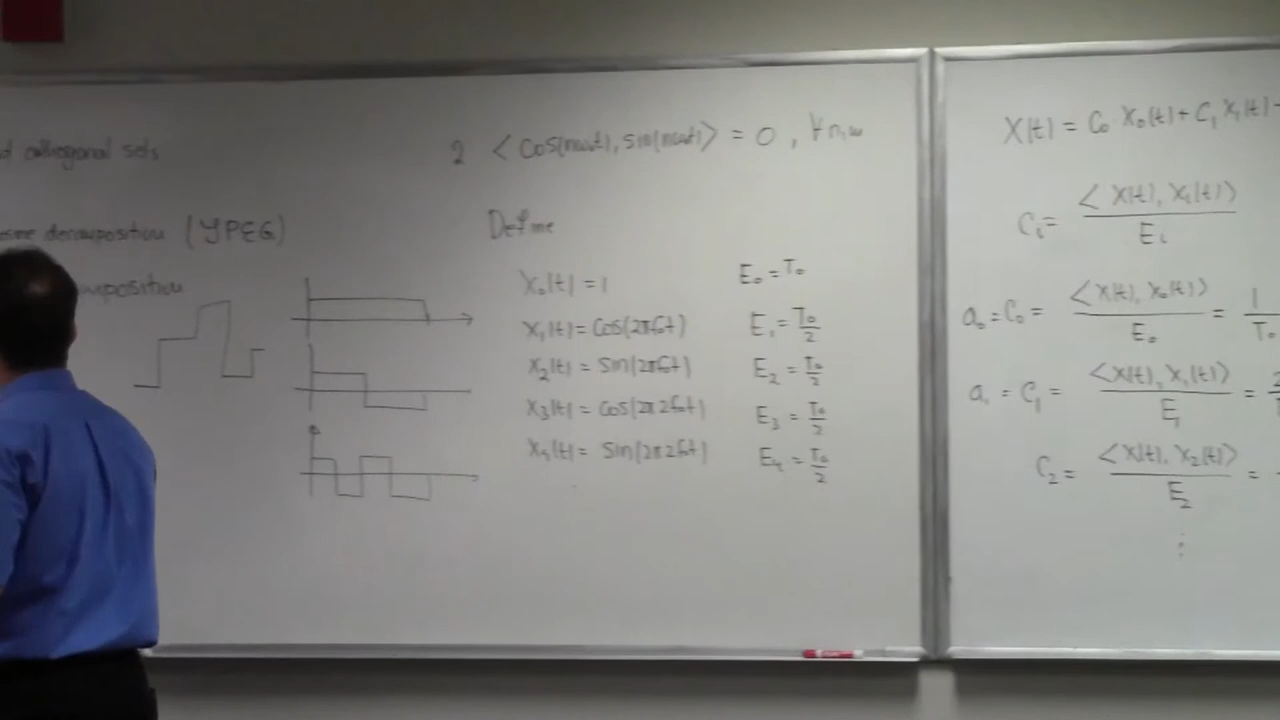 orthogonal sets
decomposition (JPEG)
2 <cos(nω₀t), sin(mω₀t)> = 0, ∀ n, m
Define
X₀(t) = 1 E₀ = T₀
X₁(t) = Cos(2πf₀t) E₁ = T₀/2
X₂(t) = Sin(2πf₀t) E₂ = T₀/2
X₃(t) = Cos(2π2f₀t) E₃ = T₀/2
X₄(t) = Sin(2π2f₀t) E₄ = T₀/2
X(t) = C₀ X₀(t) + C₁ X₁(t) +
Cᵢ = <X(t), Xᵢ(t)> / Eᵢ
a₀ = C₀ = <X(t), X₀(t)> / E₀ = 1 / T₀
a₁ = C₁ = <X(t), X₁(t)> / E₁ = 2
C₂ = <X(t), X₂(t)> / E₂ =
⋮